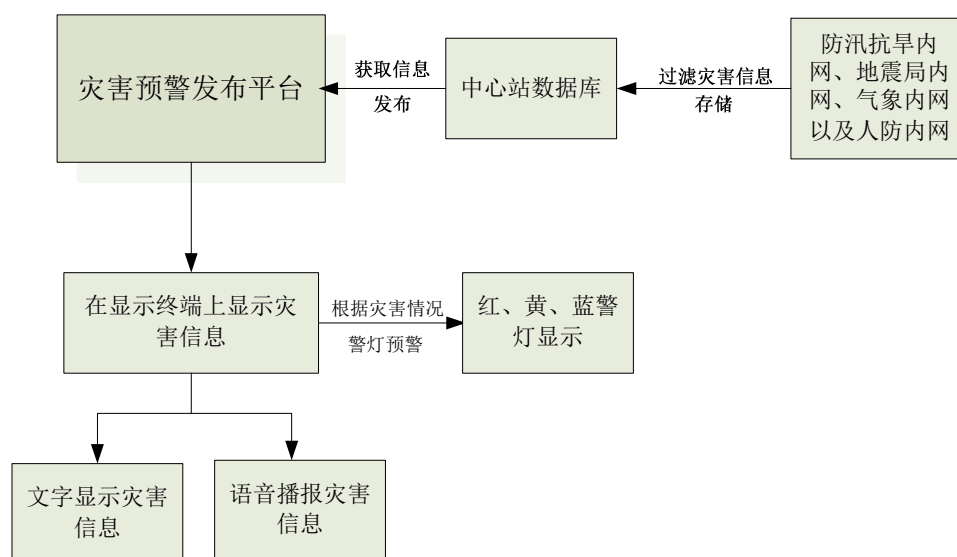 灾害预警发布平台
获取信息
发布
中心站数据库
过滤灾害信息
存储
防汛抗旱内
网、地震局内
网、气象内网
以及人防内网
在显示终端上显示灾
害信息
根据灾害情况
警灯预警
红、黄、蓝警
灯显示
文字显示灾害
信息
语音播报灾害
信息